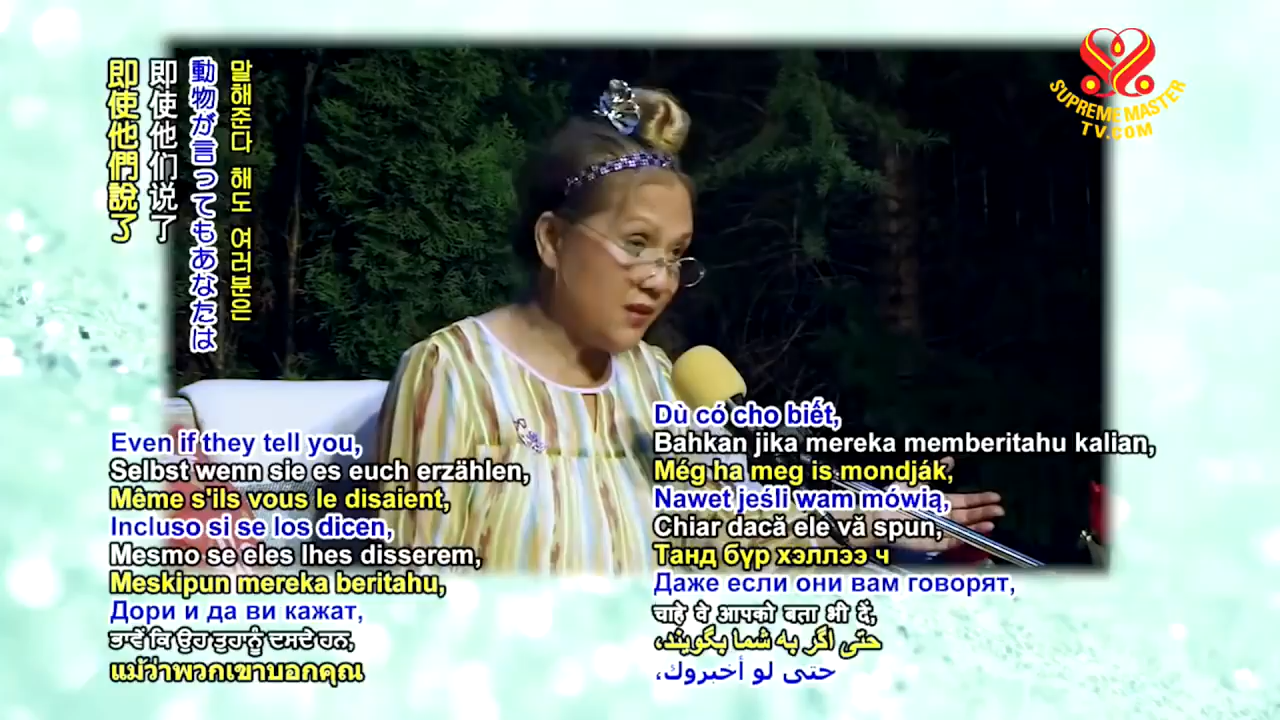 即使他們說了
即使他们说了
動物が言ってもあなたは
말해준다 해도 여러분은
SUPREME MASTER
TV.COM
Even if they tell you,
Selbst wenn sie es euch erzählen,
Même s'ils vous le disaient,
Incluso si se los dicen,
Mesmo se eles lhes disserem,
Meskipun mereka beritahu,
Дори и да ви кажат,
ਭਾਵੇਂ ਕਿ ਉਹ ਤੁਹਾਨੂੰ ਦਸਦੇ ਹਨ,
แม้ว่าพวกเขาบอกคุณ
Dù có cho biết,
Bahkan jika mereka memberitahu kalian,
Még ha meg is mondják,
Nawet jeśli wam mówią,
Chiar dacă ele vă spun,
Танд бүр хэллээ ч
Даже если они вам говорят,
चाहे वे आपको बता भी दें,
حتی اگر به شما بگویند،
حتى لو أخبروك،